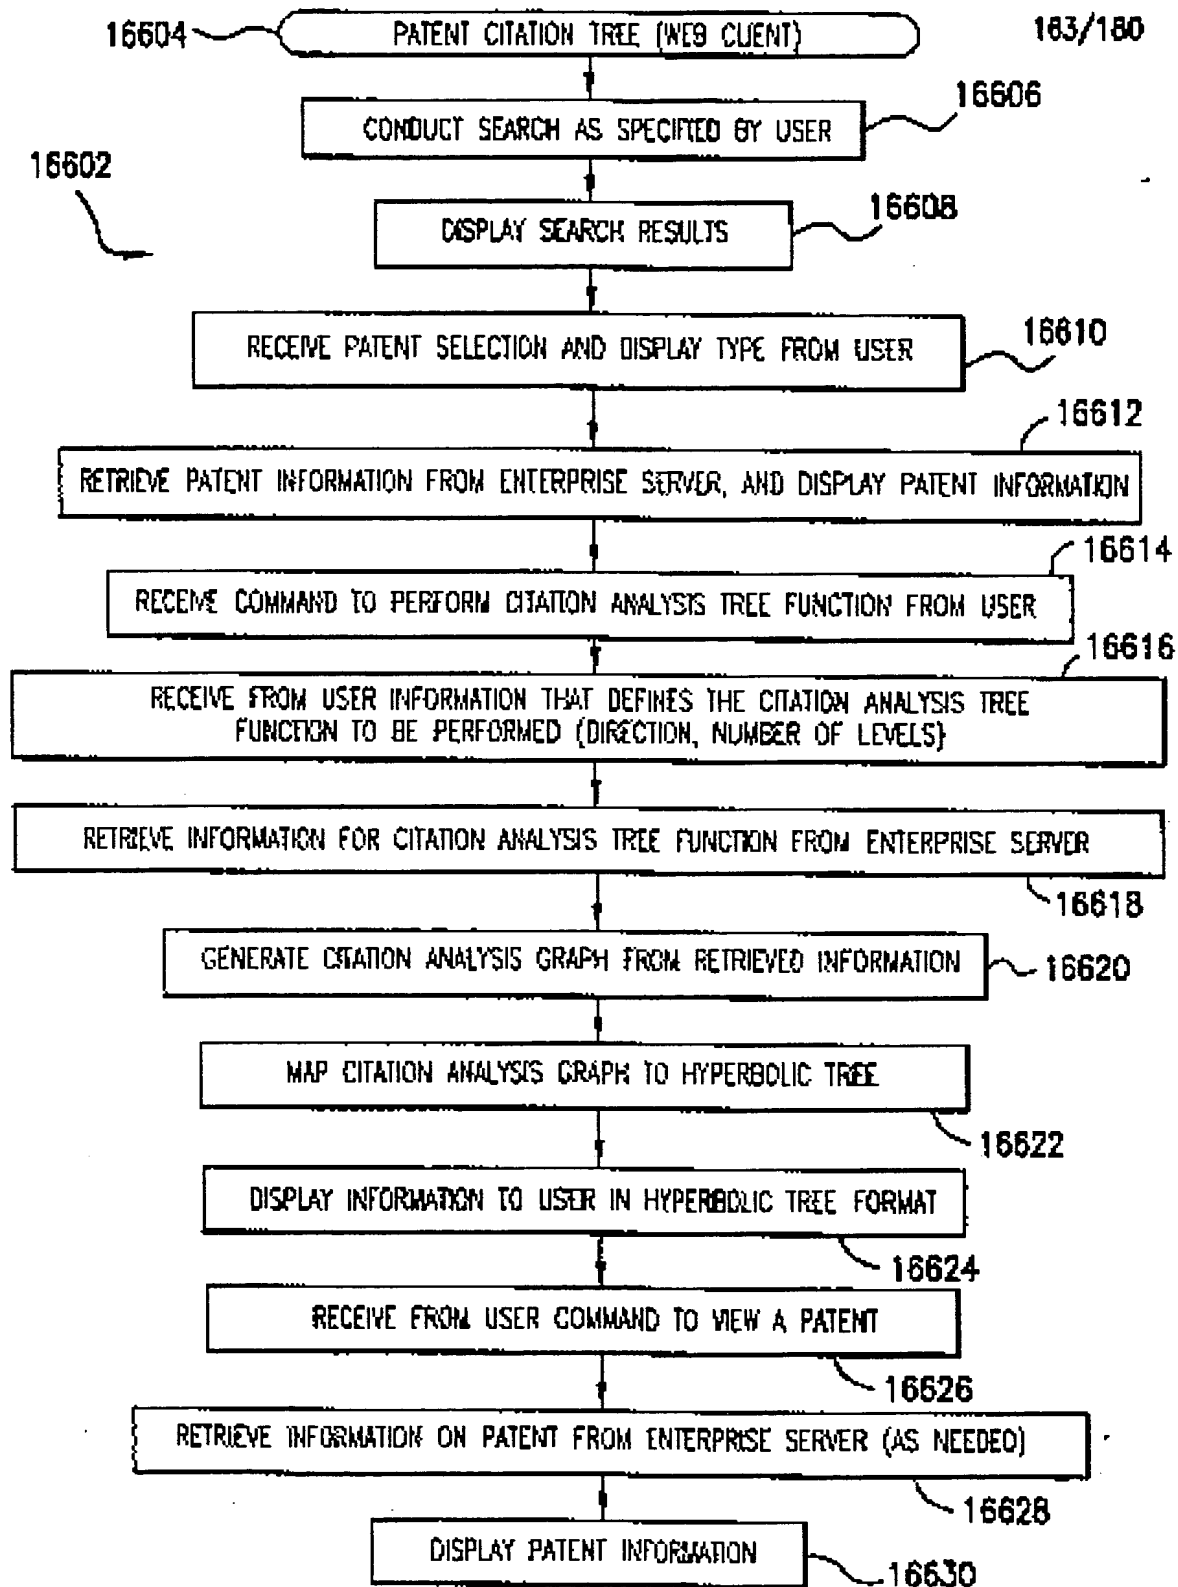 16604
PATENT CITATION TREE (WEB CLIENT)
163/180
16606
CONDUCT SEARCH AS SPECIFIED BY USER
16602
16608
DISPLAY SEARCH RESULTS
16610
RECEIVE PATENT SELECTION AND DISPLAY TYPE FROM USER
16612
RETRIEVE PATENT INFORMATION FROM ENTERPRISE SERVER, AND DISPLAY PATENT INFORMATION
16614
RECEIVE COMMAND TO PERFORM CITATION ANALYSIS TREE FUNCTION FROM USER
16616
RECEIVE FROM USER INFORMATION THAT DEFINES THE CITATION ANALYSIS TREE
FUNCTION TO BE PERFORMED (DIRECTION, NUMBER OF LEVELS)
RETRIEVE INFORMATION FOR CITATION ANALYSIS TREE FUNCTION FROM ENTERPRISE SERVER
16618
GENERATE CITATION ANALYSIS GRAPH FROM RETRIEVED INFORMATION
16620
MAP CITATION ANALYSIS GRAPH TO HYPERBOLIC TREE
16622
DISPLAY INFORMATION TO USER IN HYPERBOLIC TREE FORMAT
16624
RECEIVE FROM USER COMMAND TO VIEW A PATENT
16626
RETRIEVE INFORMATION ON PATENT FROM ENTERPRISE SERVER (AS NEEDED)
16628
DISPLAY PATENT INFORMATION
16630